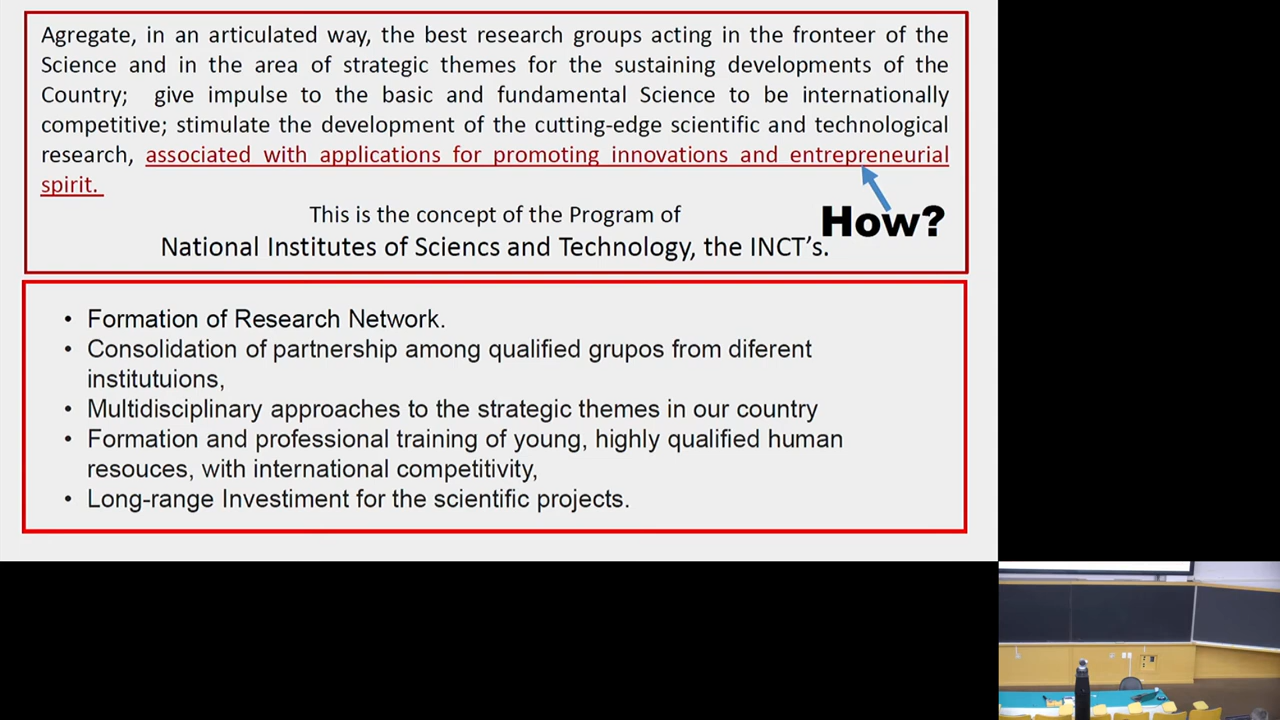 Agregate, in an articulated way, the best research groups acting in the fronteer of the
Science and in the area of strategic themes for the sustaining developments of the
Country; give impulse to the basic and fundamental Science to be internationally
competitive; stimulate the development of the cutting-edge scientific and technological
research, associated with applications for promoting innovations and entrepreneurial
spirit.
This is the concept of the Program of
How?
National Institutes of Sciencs and Technology, the INCT’s.
• Formation of Research Network.
• Consolidation of partnership among qualified grupos from diferent
institutuions,
• Multidisciplinary approaches to the strategic themes in our country
• Formation and professional training of young, highly qualified human
resouces, with international competitivity,
• Long-range Investiment for the scientific projects.